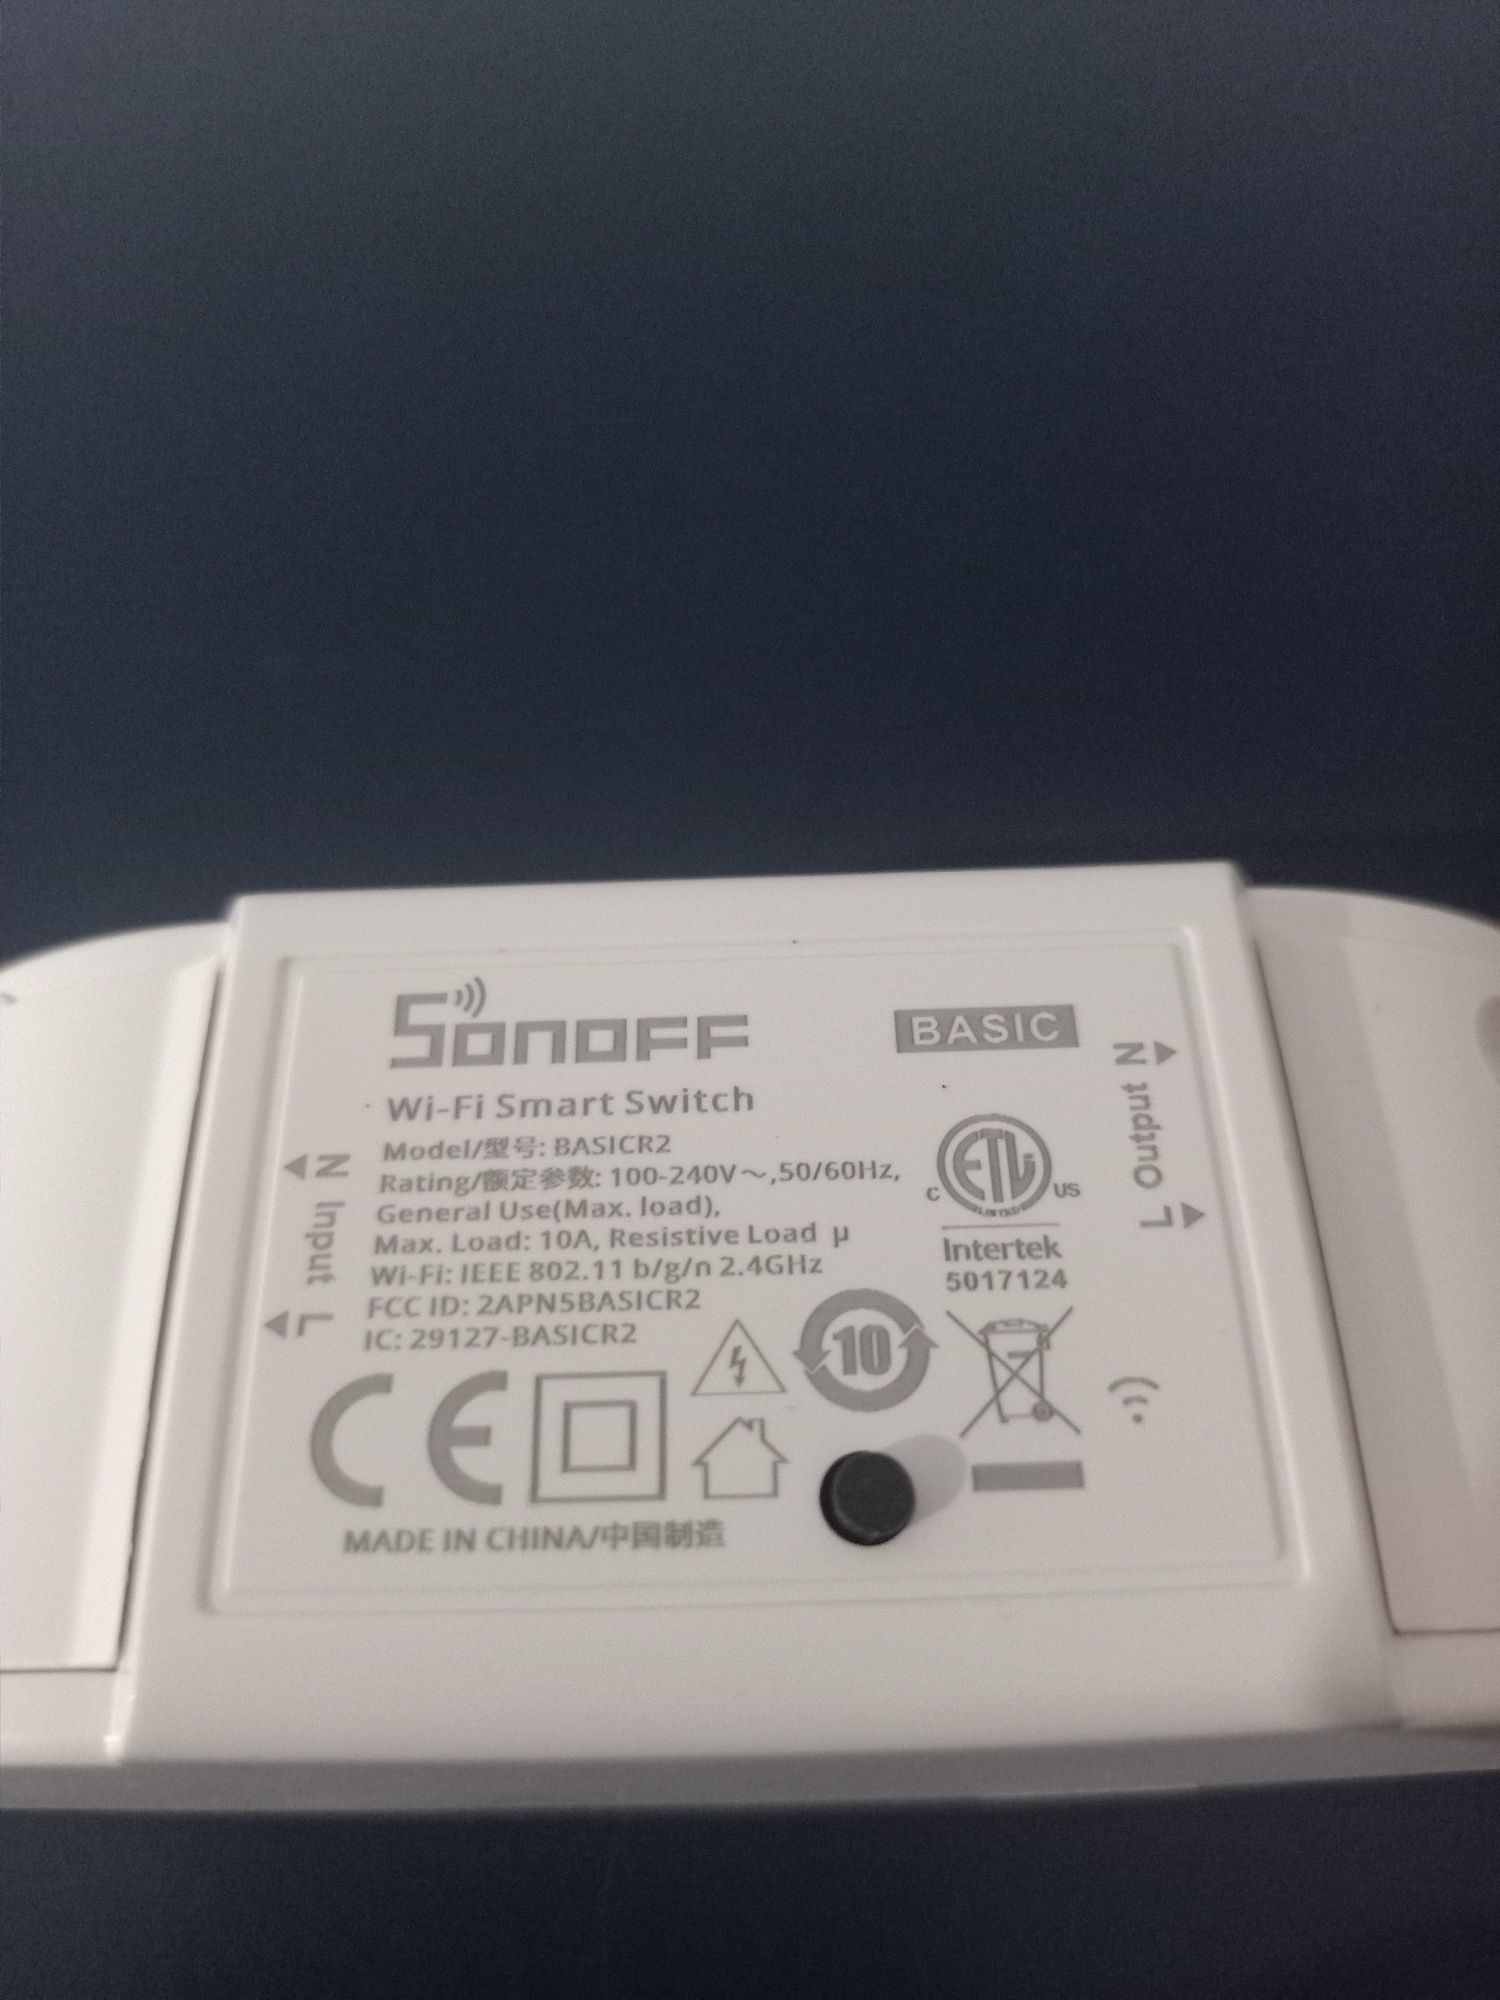 SONOFF
BASIC
Wi-Fi Smart Switch
Model/型号: BASICR2
Rating/额定参数: 100-240V～,50/60Hz,
General Use(Max. load),
Max. Load: 10A, Resistive Load µ
Wi-Fi: IEEE 802.11 b/g/n 2.4GHz
FCC ID: 2APN5BASICR2
IC: 29127-BASICR2
N Input L
N Output L
C ETL US
LISTED
Intertek
5017124
10
CE
MADE IN CHINA/中国制造